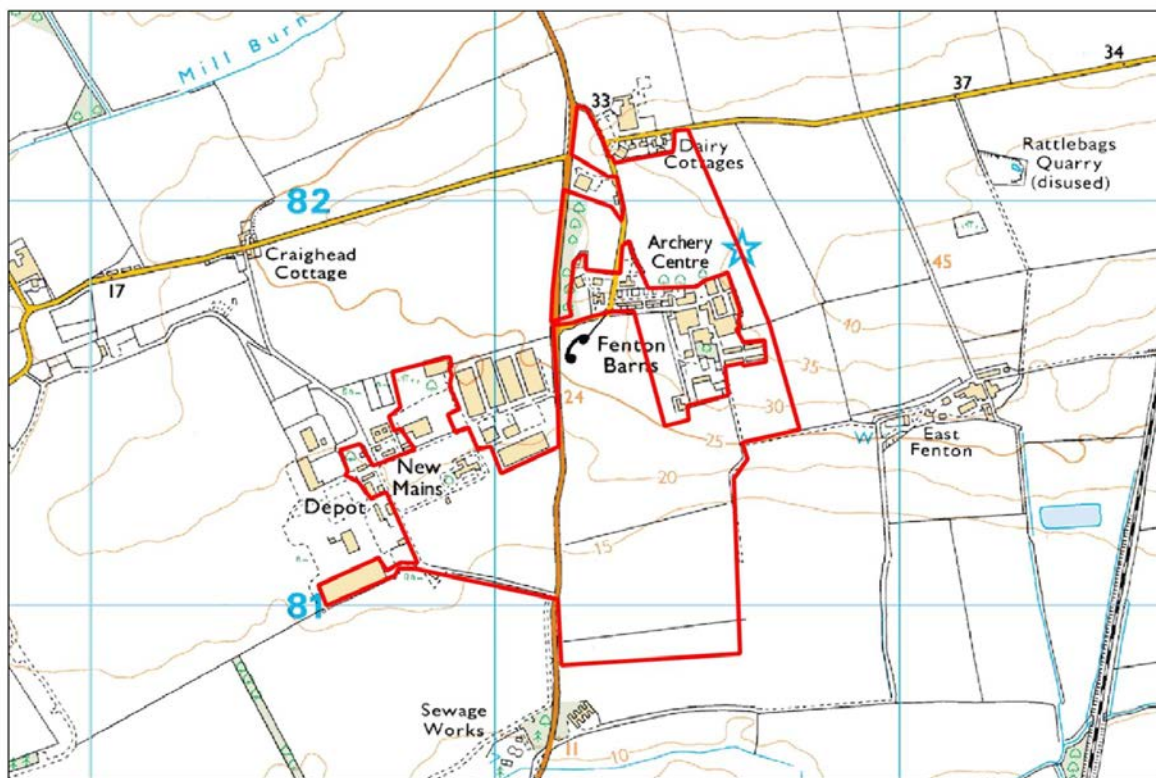 Mill Burn
33
37
34
Dairy
Cottages
Rattlebags
Quarry
(disused)
82
Craighead
Cottage
17
Archery
Centre
45
40
Fenton
Barns
35
30
24
25
W
East
Fenton
New
Mains
20
Depot
15
81
Sewage
Works
11
10